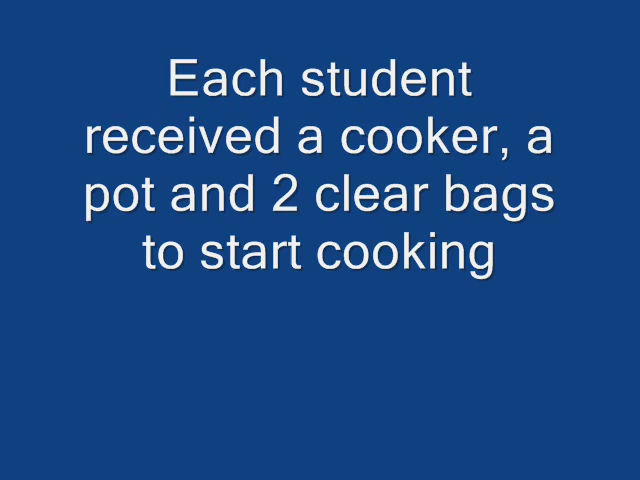 Each student
received a cooker, a
pot and 2 clear bags
to start cooking